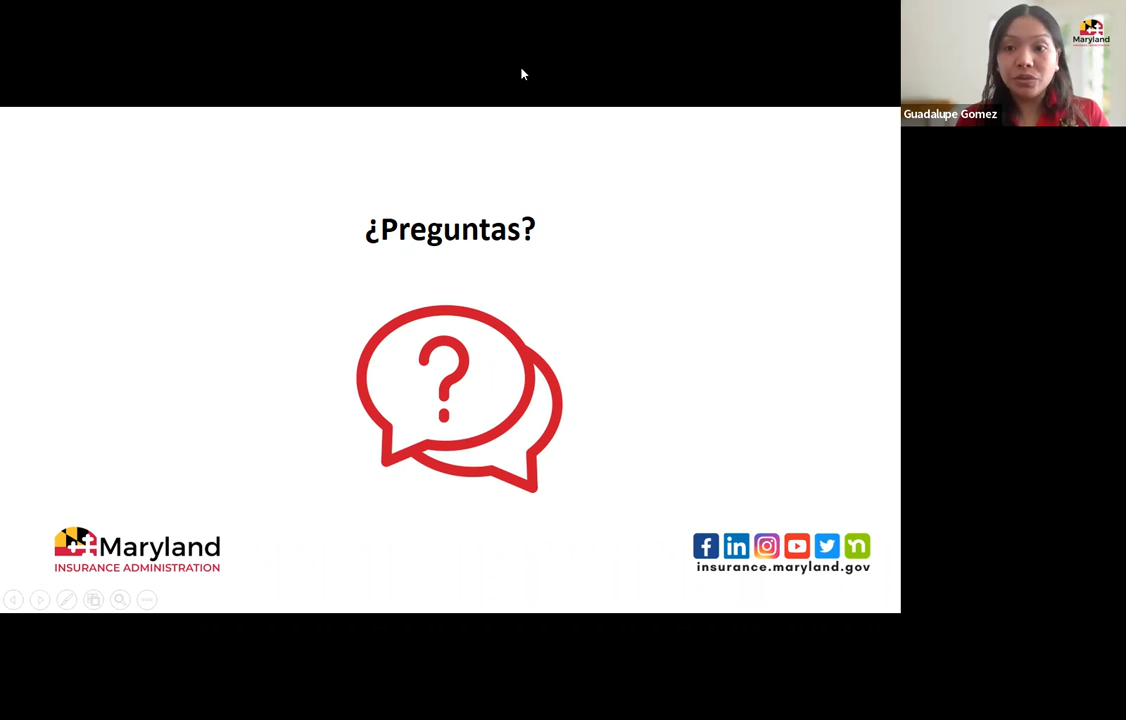 Maryland
Guadalupe Gomez
¿Preguntas?
?
Maryland
INSURANCE ADMINISTRATION
insurance.maryland.gov